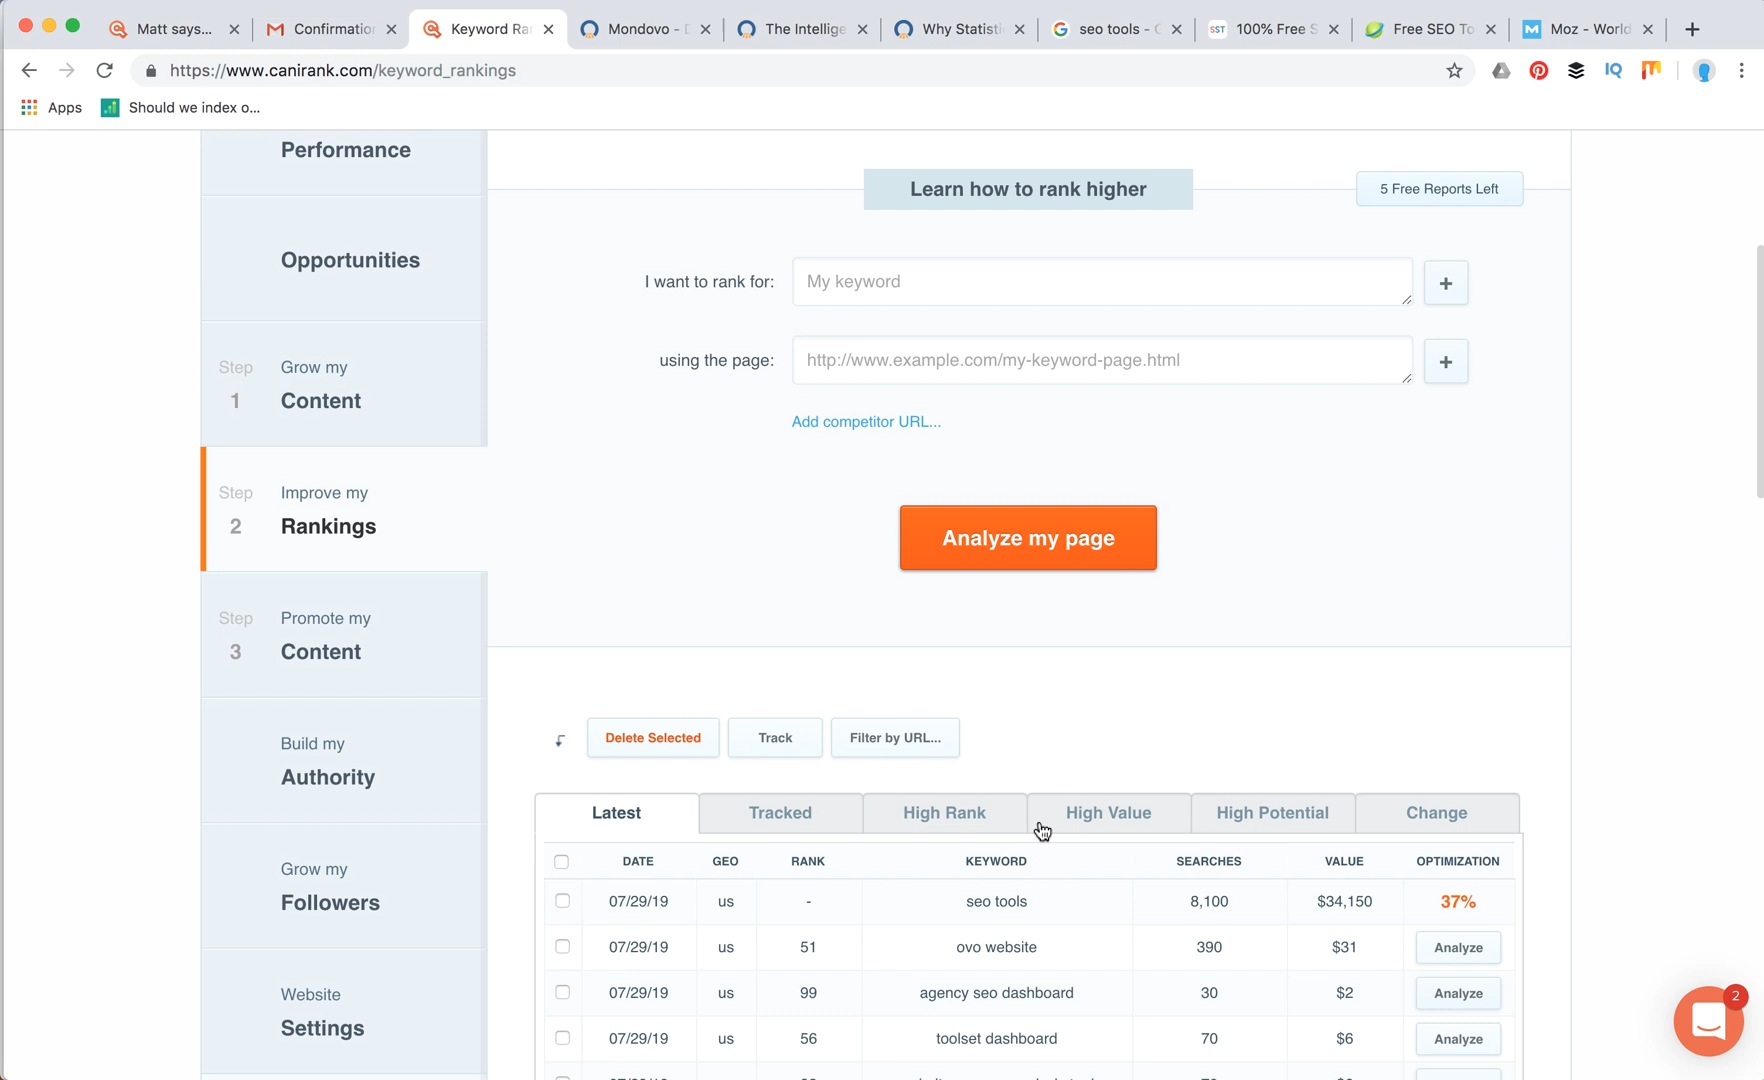 Matt says...
Confirmation
Keyword Ra
Mondovo - D
The Intellige
Why Statisti
seo tools - G
100% Free S
Free SEO To
Moz - World
https://www.canirank.com/keyword_rankings
Apps
Should we index o...
Performance
Opportunities
Step 1
Grow my
Content
Step 2
Improve my
Rankings
Step 3
Promote my
Content
Build my
Authority
Grow my
Followers
Website
Settings
Learn how to rank higher
5 Free Reports Left
I want to rank for:
My keyword
+
using the page:
http://www.example.com/my-keyword-page.html
+
Add competitor URL...
Analyze my page
Delete Selected
Track
Filter by URL...
Latest
Tracked
High Rank
High Value
High Potential
Change
DATE GEO RANK KEYWORD SEARCHES VALUE OPTIMIZATION
07/29/19 us - seo tools 8,100 $34,150 37%
07/29/19 us 51 ovo website 390 $31 Analyze
07/29/19 us 99 agency seo dashboard 30 $2 Analyze
07/29/19 us 56 toolset dashboard 70 $6 Analyze
2